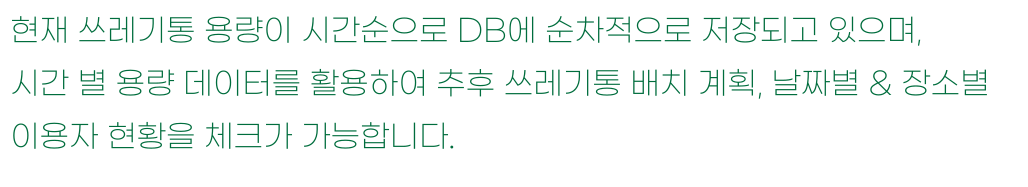 현재 쓰레기통 용량이 시간순으로 DB에 순차적으로 저장되고 있으며,
시간 별 용량 데이터를 활용하여 추후 쓰레기통 배치 계획, 날짜별 & 장소별
이용자 현황을 체크가 가능합니다.